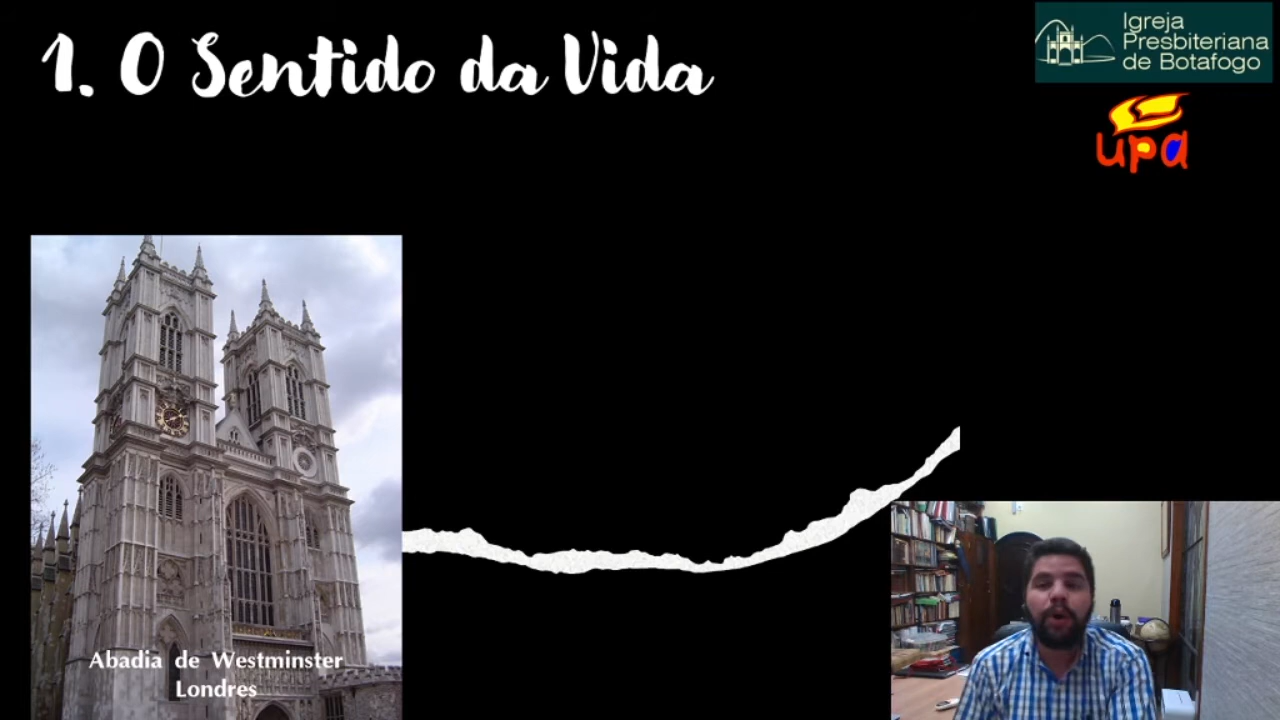 1. O Sentido da Vida
Igreja
Presbiteriana
de Botafogo
upa
Abadia de Westminster
Londres